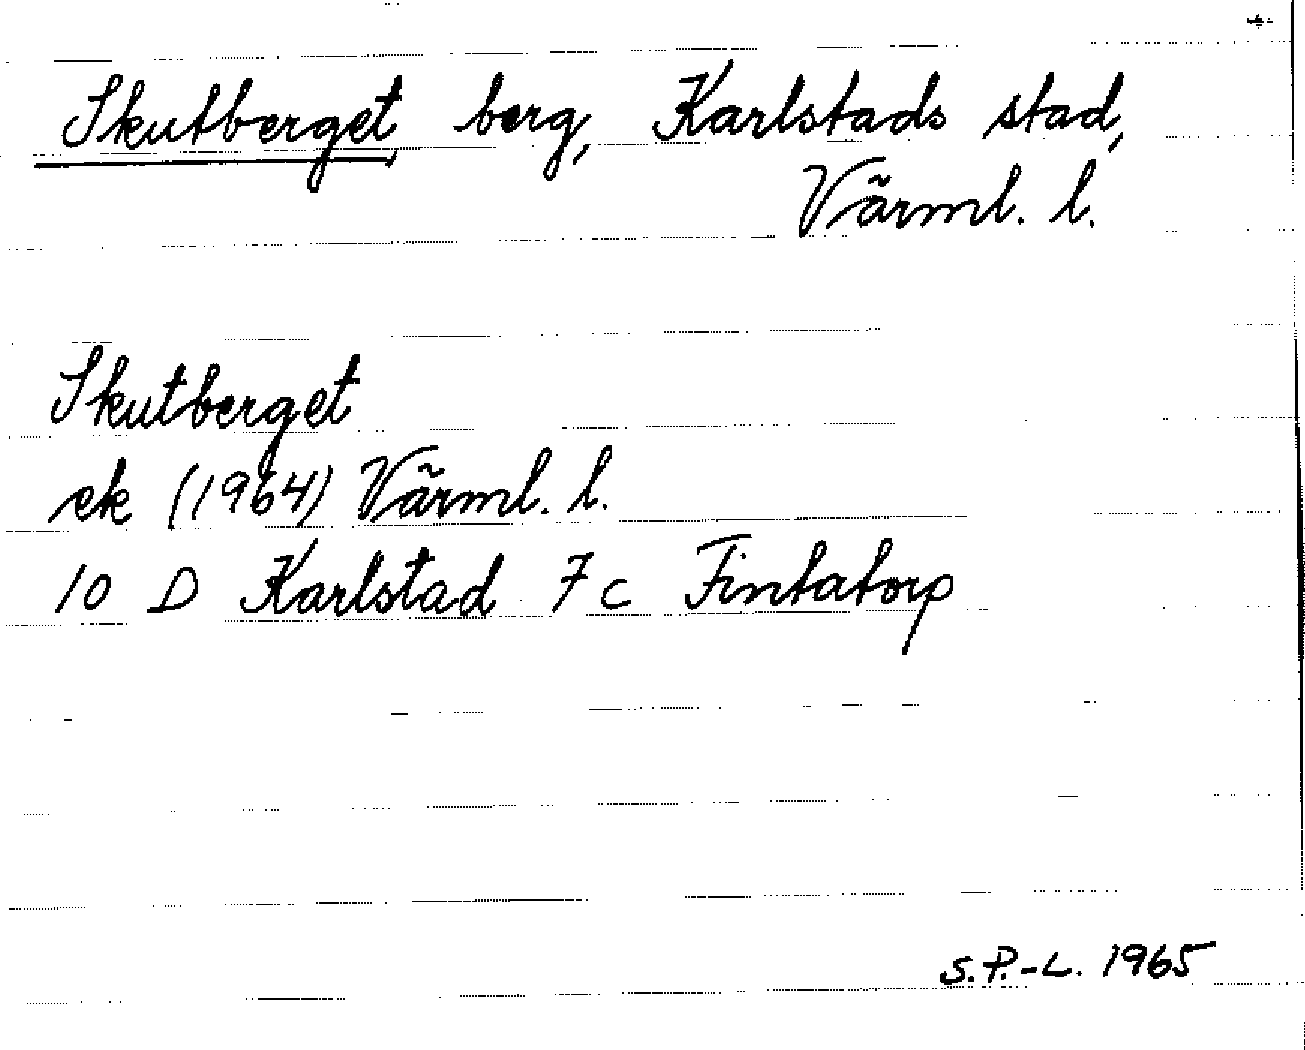 Skutberget, berg, Karlstads stad,
Värml. l.
Skutberget
ek (1964) Värml. l.
10 D Karlstad 7 c Fintatorp
S.P.-L. 1965